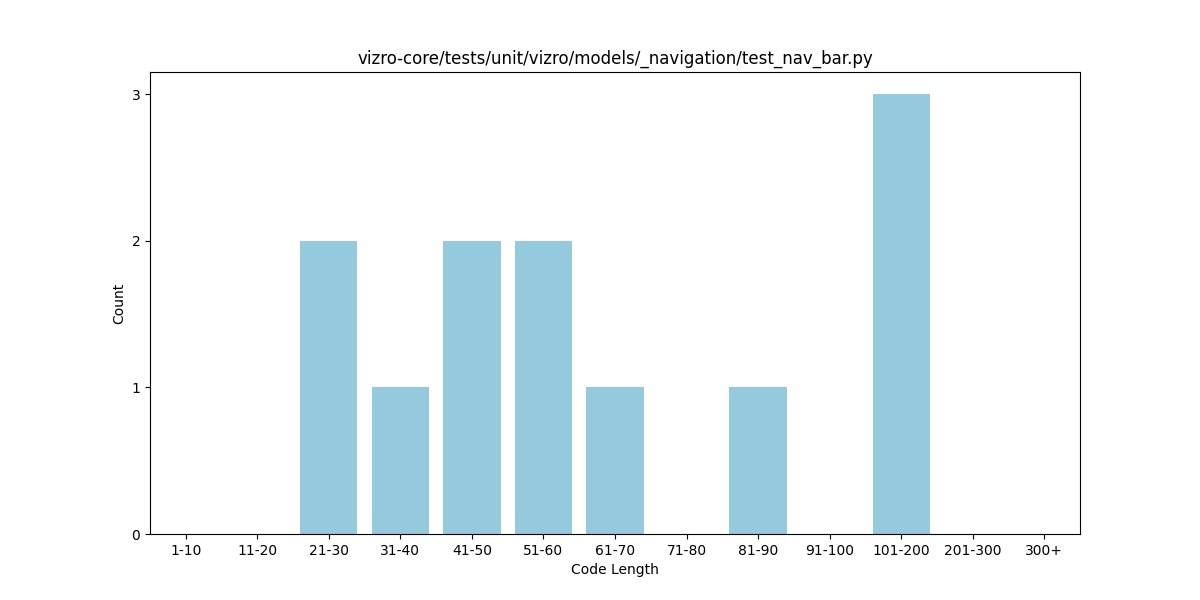 vizro-core/tests/unit/vizro/models/_navigation/test_nav_bar.py
3
2
1
0
Count
1-10 11-20 21-30 31-40 41-50 51-60 61-70 71-80 81-90 91-100 101-200 201-300 300+
Code Length